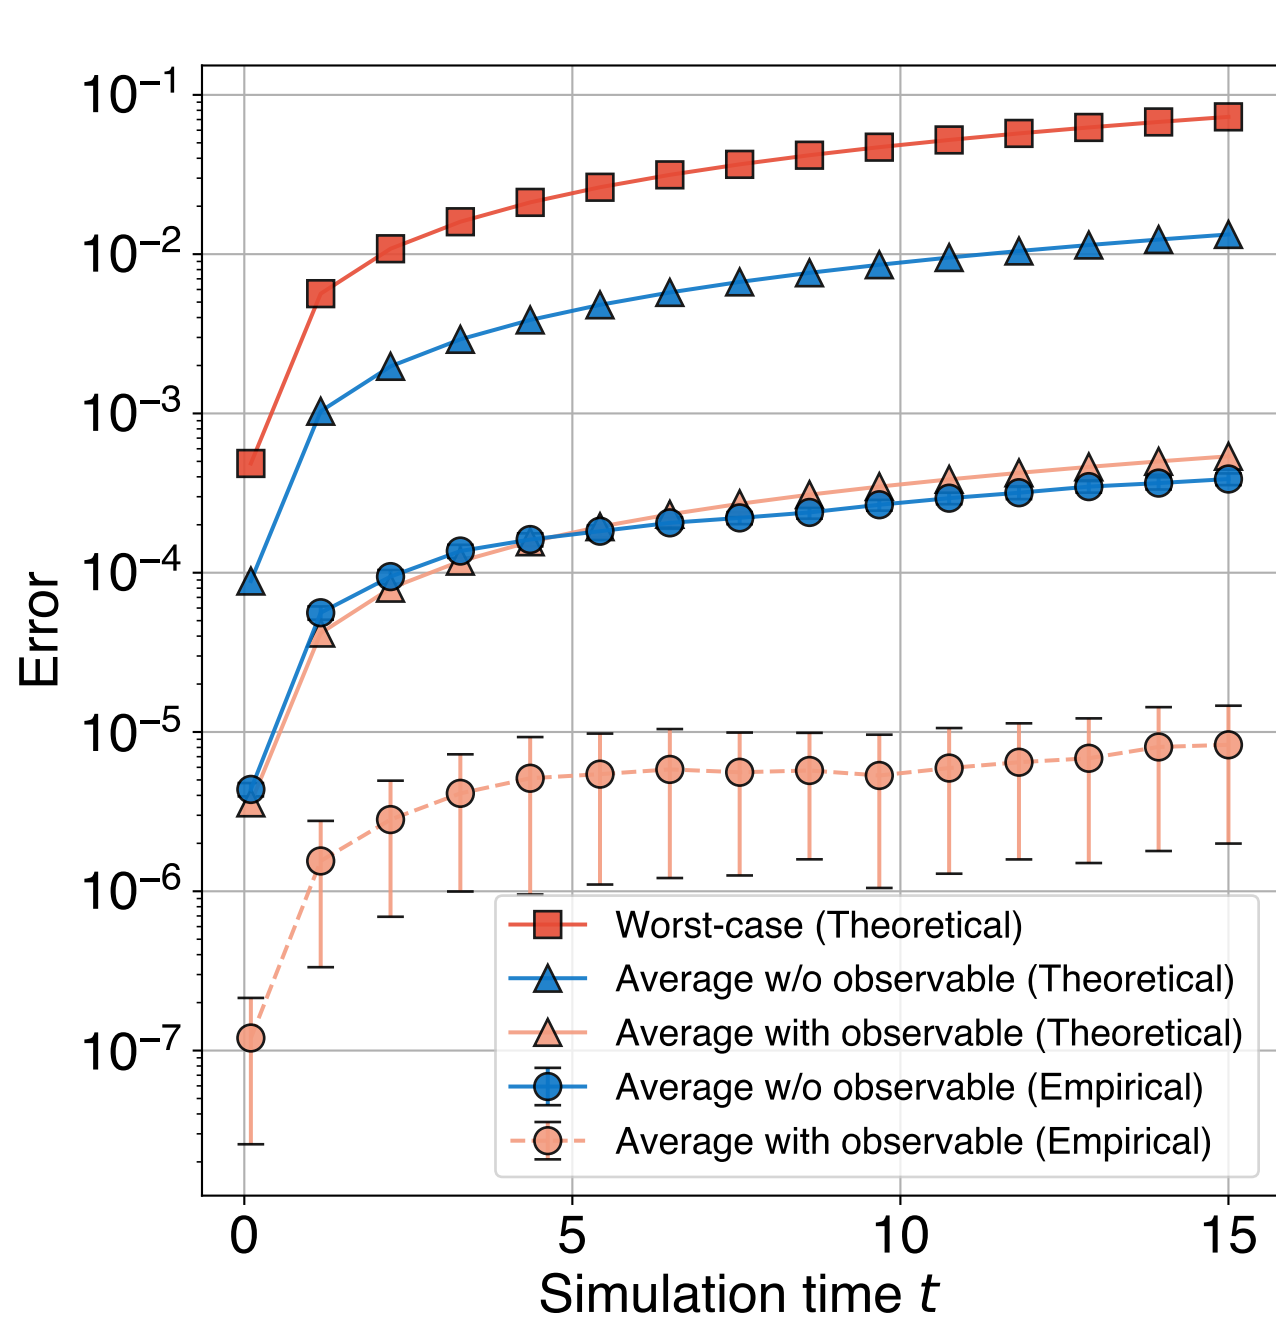 10⁻¹
10⁻²
10⁻³
10⁻⁴
10⁻⁵
10⁻⁶
10⁻⁷
Error
Worst-case (Theoretical)
Average w/o observable (Theoretical)
Average with observable (Theoretical)
Average w/o observable (Empirical)
Average with observable (Empirical)
0 5 10 15
Simulation time t